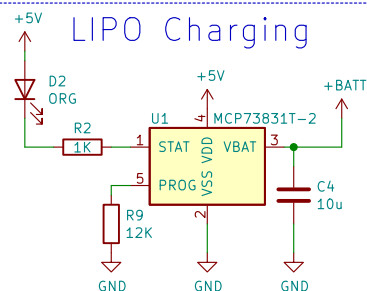 LIPO Charging
+5V
+5V
+BATT
D2
ORG
U1
MCP73831T-2
4
R2
1K
1
STAT
VDD
VBAT
3
5
PROG
VSS
2
R9
12K
C4
10u
GND
GND
GND